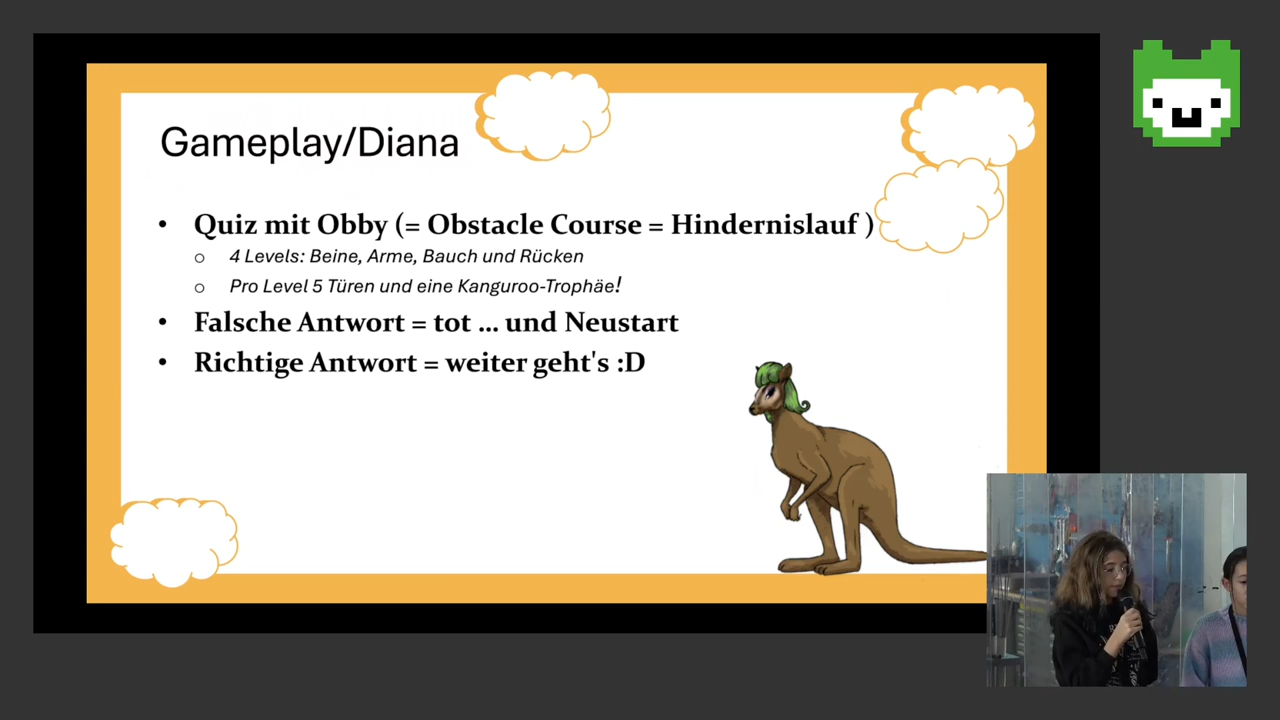 Gameplay/Diana
• Quiz mit Obby (= Obstacle Course = Hindernislauf )
o 4 Levels: Beine, Arme, Bauch und Rücken
o Pro Level 5 Türen und eine Kanguroo-Trophäe!
• Falsche Antwort = tot ... und Neustart
• Richtige Antwort = weiter geht's :D